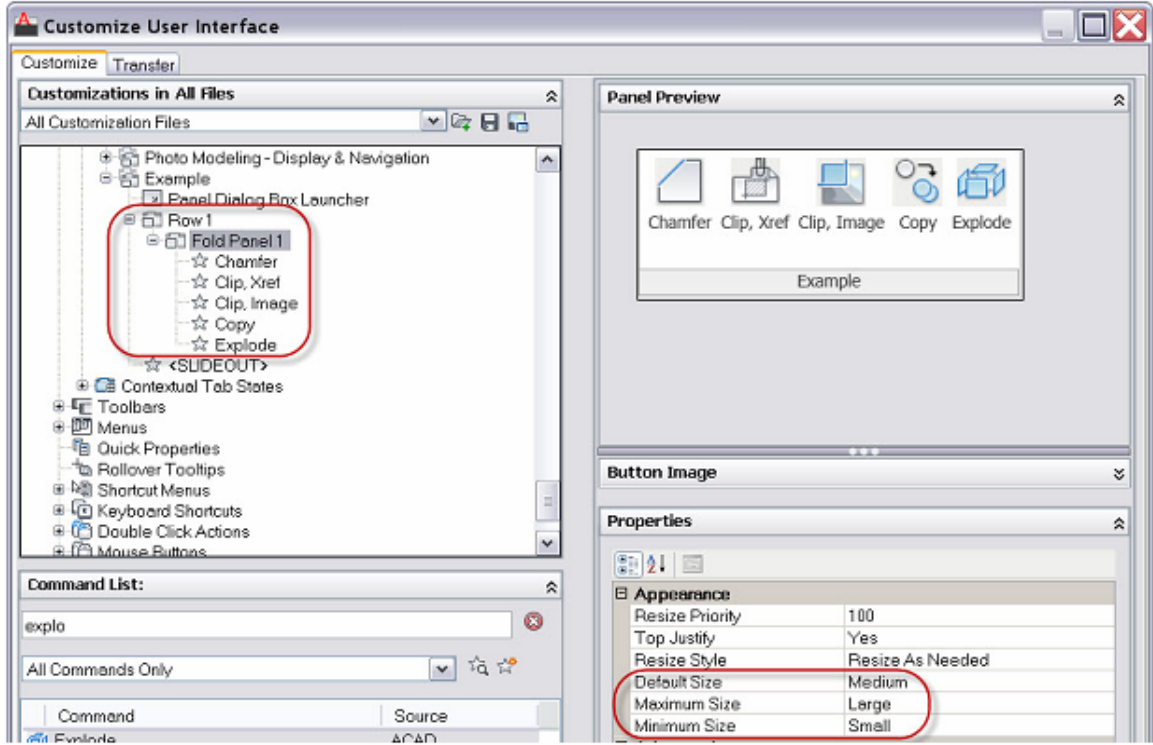 Customize User Interface
Customize Transfer
Customizations in All Files
All Customization Files
Photo Modeling - Display & Navigation
Example
Panel Dialog Box Launcher
Row 1
Fold Panel 1
Chamfer
Clip, Xref
Clip, Image
Copy
Explode
<SLIDEOUT>
Contextual Tab States
Toolbars
Menus
Quick Properties
Rollover Tooltips
Shortcut Menus
Keyboard Shortcuts
Double Click Actions
Mouse Buttons
Command List:
explo
All Commands Only
Command Source
Explode ACAD
Panel Preview
Chamfer Clip, Xref Clip, Image Copy Explode
Example
Button Image
Properties
Appearance
Resize Priority 100
Top Justify Yes
Resize Style Resize As Needed
Default Size Medium
Maximum Size Large
Minimum Size Small